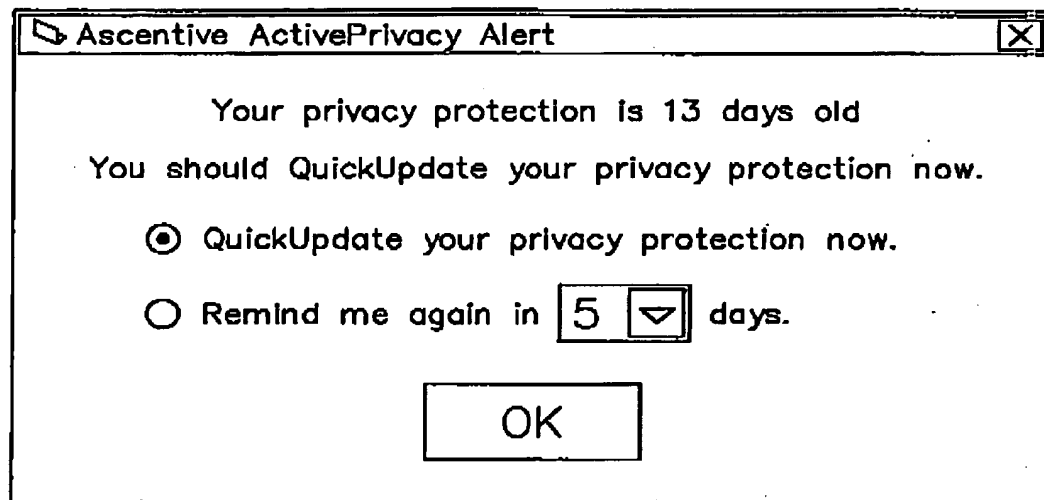 Ascentive ActivePrivacy Alert
Your privacy protection is 13 days old
You should QuickUpdate your privacy protection now.
QuickUpdate your privacy protection now.
Remind me again in 5 days.
OK